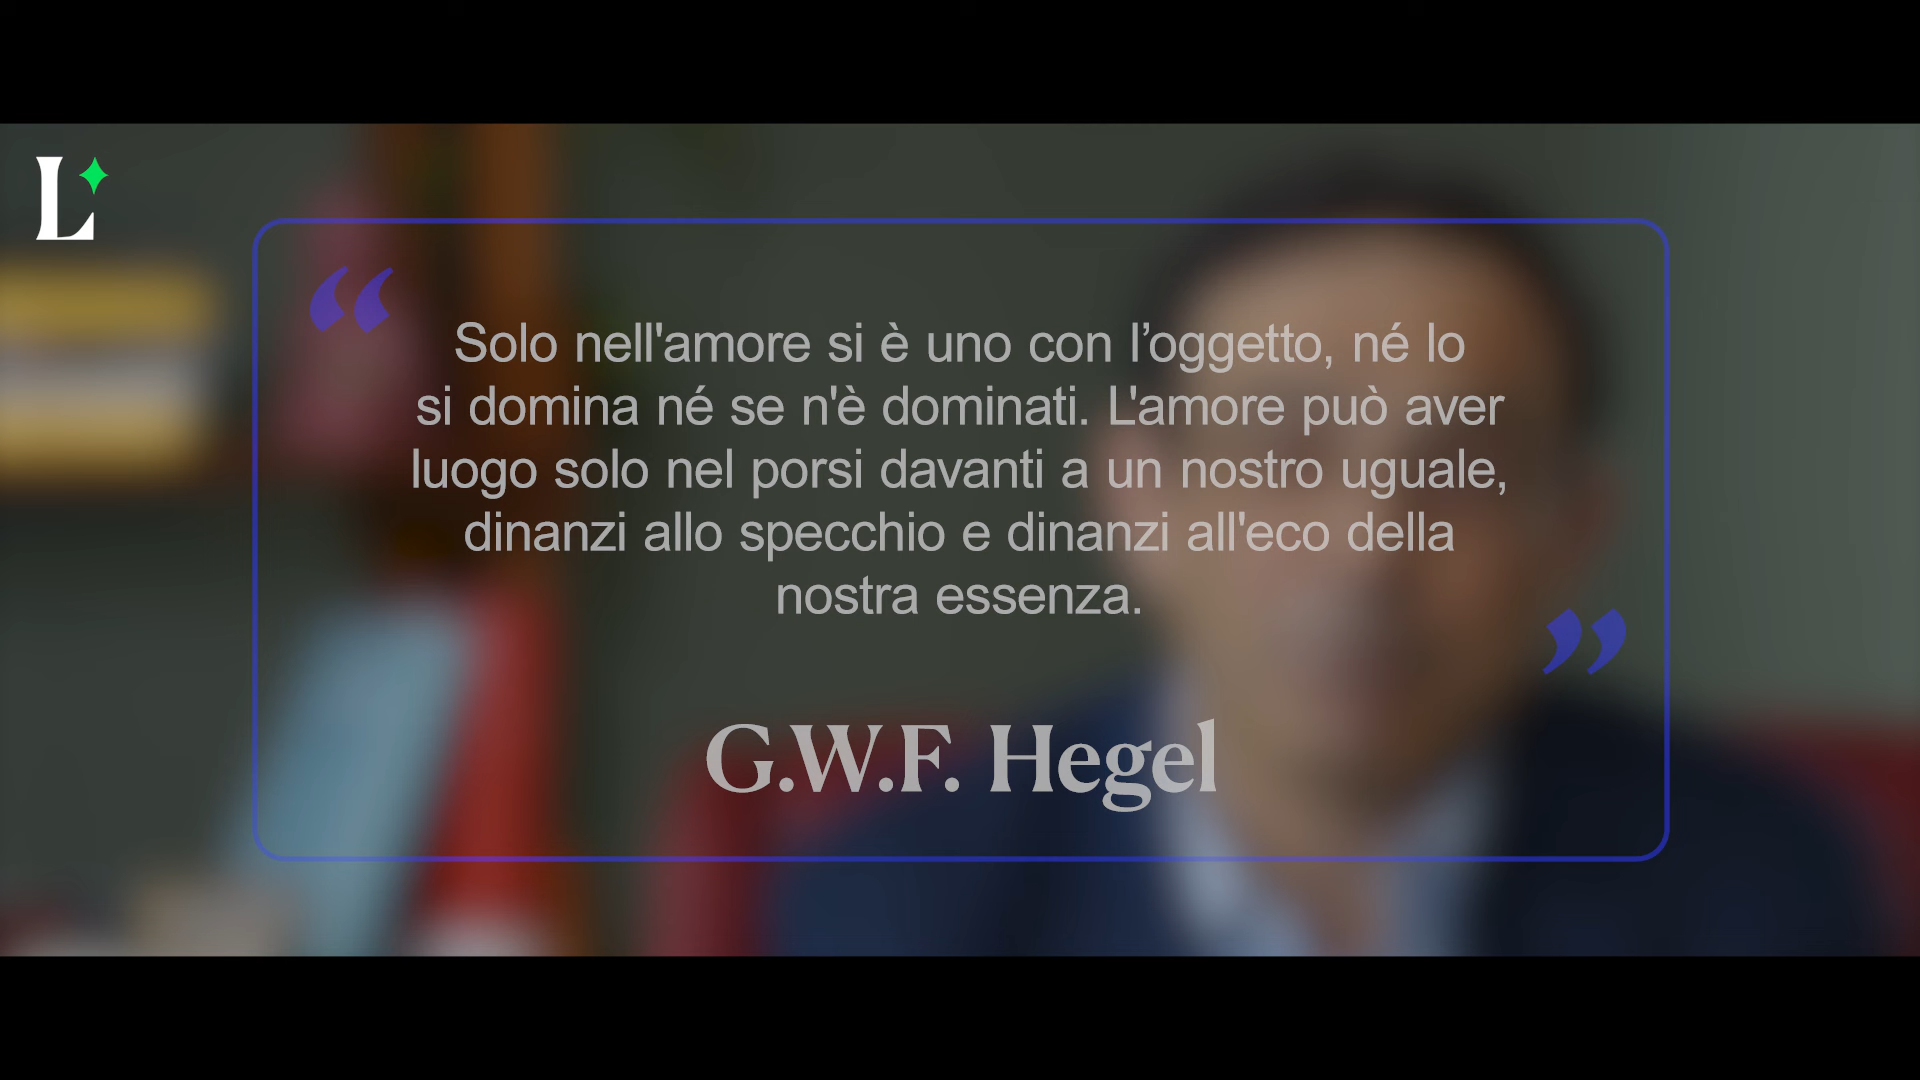 L
“
Solo nell'amore si è uno con l’oggetto, né lo
si domina né se n'è dominati. L'amore può aver
luogo solo nel porsi davanti a un nostro uguale,
dinanzi allo specchio e dinanzi all'eco della
nostra essenza.
”
G.W.F. Hegel